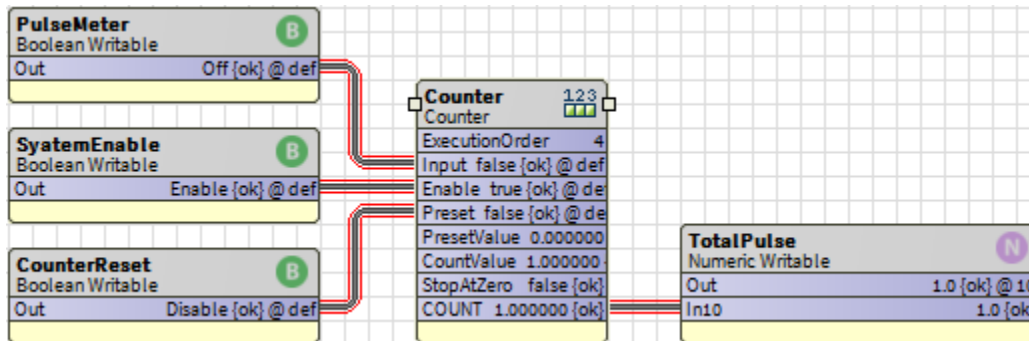 PulseMeter
Boolean Writable
B
Out Off {ok} @ def
SyatemEnable
Boolean Writable
B
Out Enable {ok} @ def
CounterReset
Boolean Writable
B
Out Disable {ok} @ def
Counter
Counter
123
ExecutionOrder 4
Input false {ok} @ def
Enable true {ok} @ de
Preset false {ok} @ de
PresetValue 0.000000
CountValue 1.000000
StopAtZero false {ok}
COUNT 1.000000 {ok}
TotalPulse
Numeric Writable
N
Out 1.0 {ok} @ 10
In10 1.0 {ok